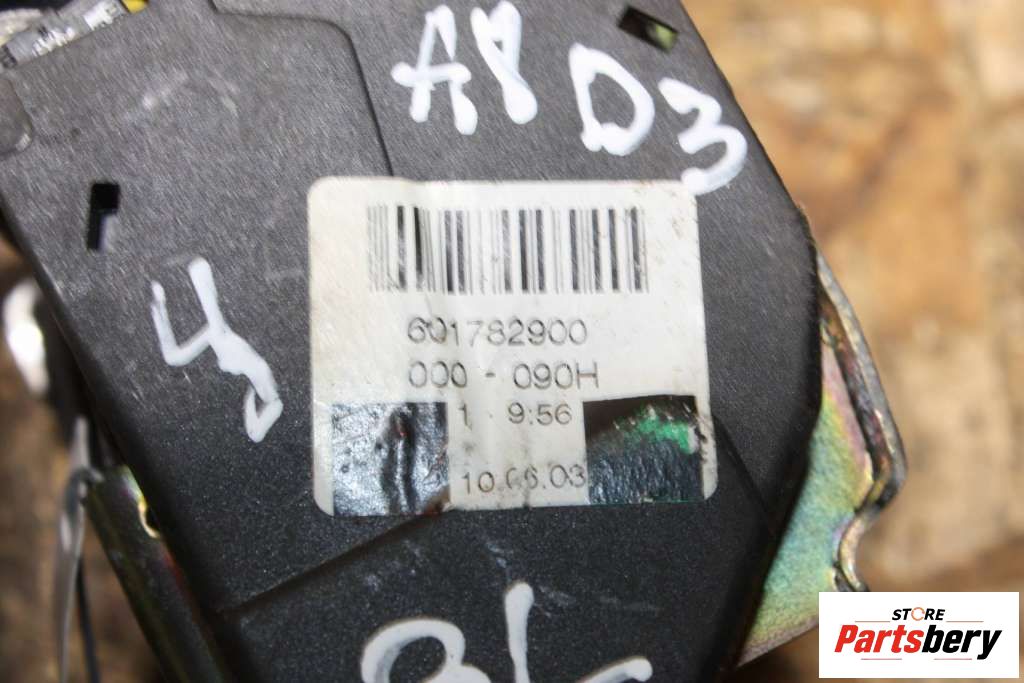 A8 D3
601782900
000 - 090H
1 9:56
10.06.03
4
STORE
Partsbery